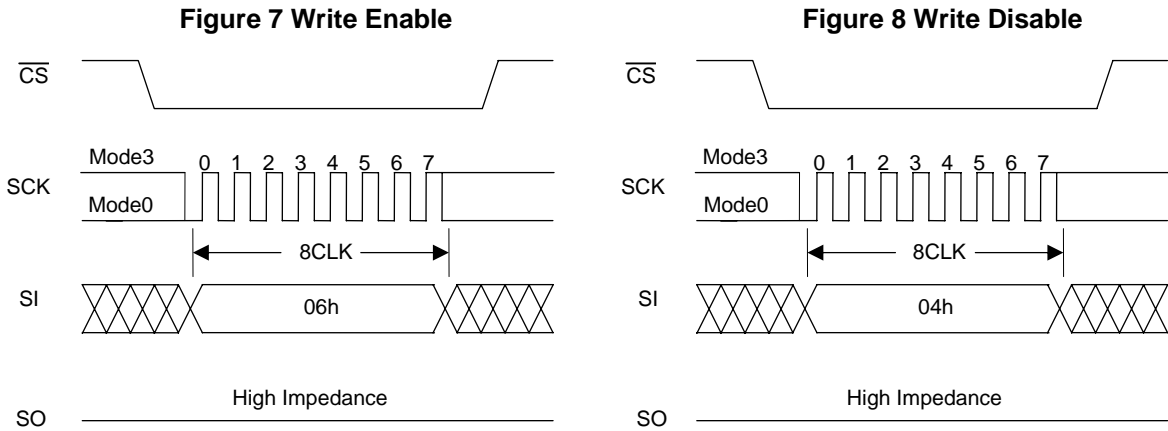 Figure 7 Write Enable
CS
Mode3
0 1 2 3 4 5 6 7
SCK
Mode0
8CLK
SI
06h
High Impedance
SO
Figure 8 Write Disable
CS
Mode3
0 1 2 3 4 5 6 7
SCK
Mode0
8CLK
SI
04h
High Impedance
SO